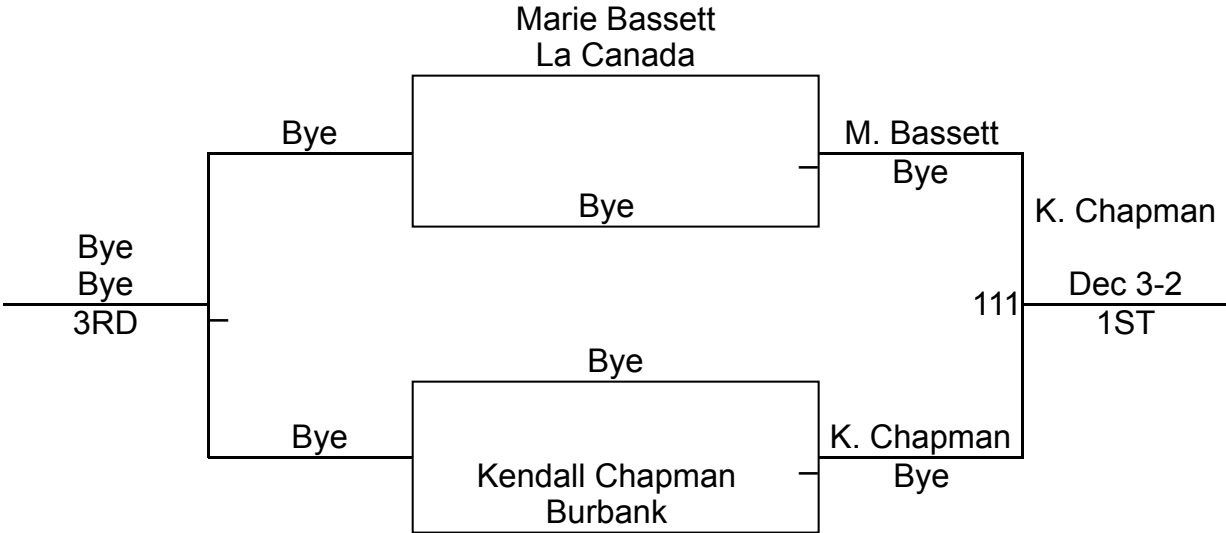 Marie Bassett
La Canada
Bye
M. Bassett
Bye
Bye
K. Chapman
Bye
Bye
3RD
111
Dec 3-2
1ST
Bye
Bye
K. Chapman
Kendall Chapman
Burbank
Bye